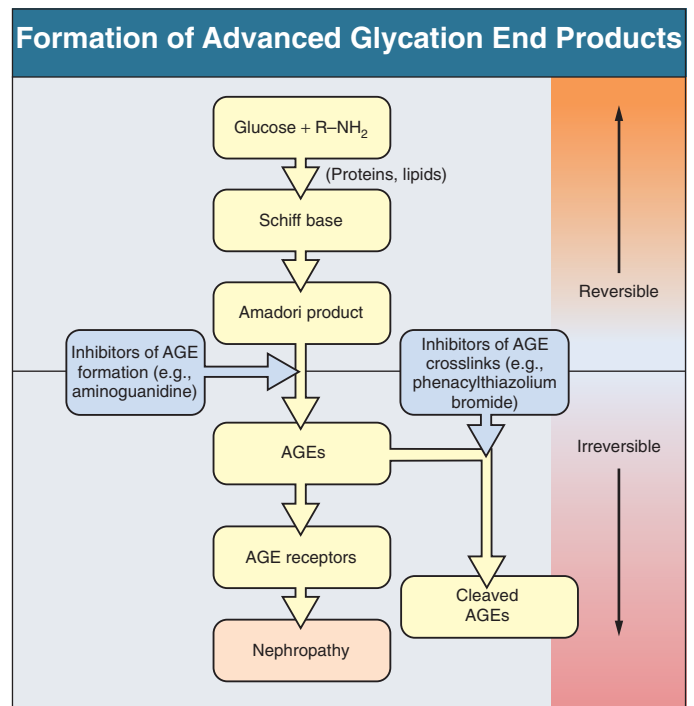 Formation of Advanced Glycation End Products
Glucose + R–NH₂
(Proteins, lipids)
Schiff base
Amadori product
Reversible
Inhibitors of AGE
formation (e.g.,
aminoguanidine)
Inhibitors of AGE
crosslinks (e.g.,
phenacylthiazolium
bromide)
AGEs
Irreversible
AGE receptors
Cleaved
AGEs
Nephropathy